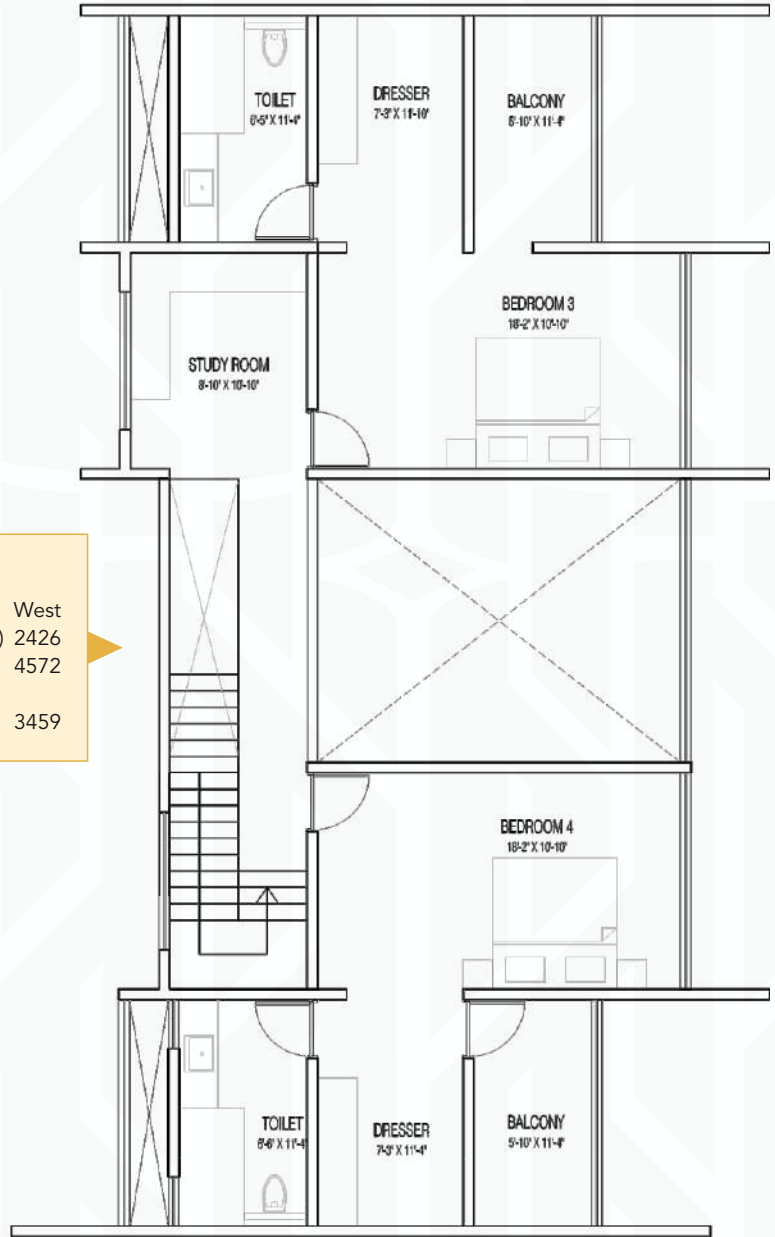 TOILET
6'-5" X 11'-4"
DRESSER
7'-3" X 11'-10"
BALCONY
5'-10" X 11'-4"
BEDROOM 3
18'-2" X 10'-10"
STUDY ROOM
8'-10" X 10'-10"
West
) 2426
4572
3459
BEDROOM 4
18'-2" X 10'-10"
TOILET
6'-6" X 11'-4"
DRESSER
7'-3" X 11'-4"
BALCONY
5'-10" X 11'-4"